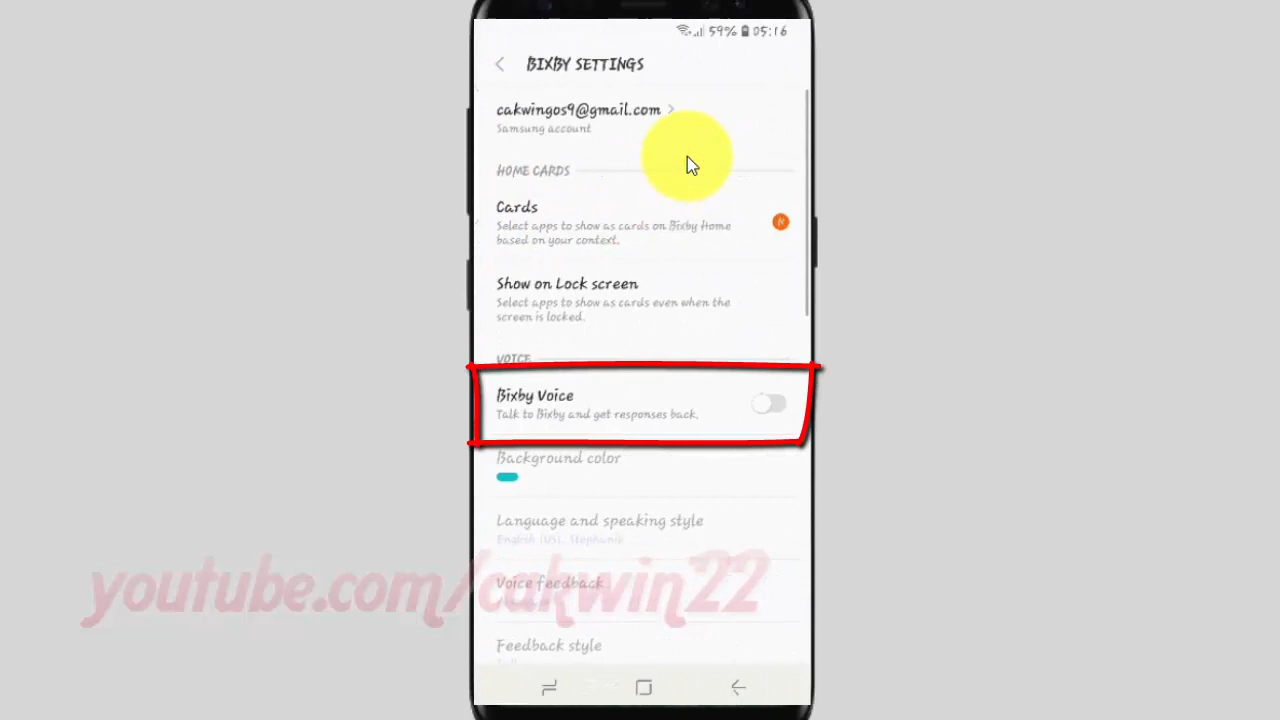 59% 05:16
BIXBY SETTINGS
cakwingos9@gmail.com
Samsung account
HOME CARDS
Cards
Select apps to show as cards on Bixby Home
based on your context.
Show on Lock screen
Select apps to show as cards even when the
screen is locked.
VOICE
Bixby Voice
Talk to Bixby and get responses back.
Background color
Language and speaking style
English (US), Stephanie
Voice feedback
youtube.com/cakwin22
Feedback style